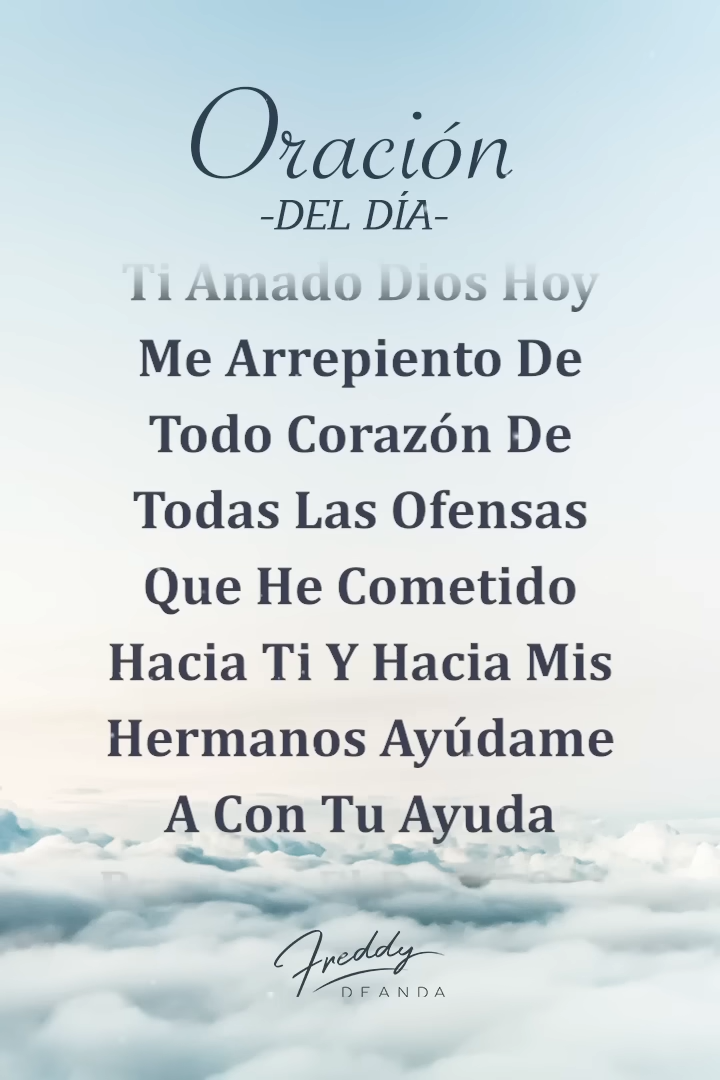 Oración
-DEL DÍA-
Ti Amado Dios Hoy
Me Arrepiento De
Todo Corazón De
Todas Las Ofensas
Que He Cometido
Hacia Ti Y Hacia Mis
Hermanos Ayúdame
A Con Tu Ayuda
Freddy
DEANDA